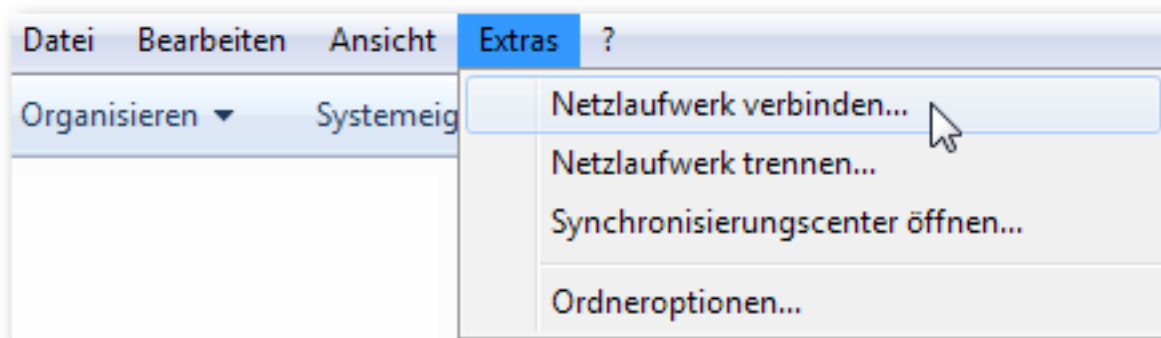 Datei Bearbeiten Ansicht Extras ?
Organisieren Systemeig
Netzlaufwerk verbinden...
Netzlaufwerk trennen...
Synchronisierungscenter öffnen...
Ordneroptionen...